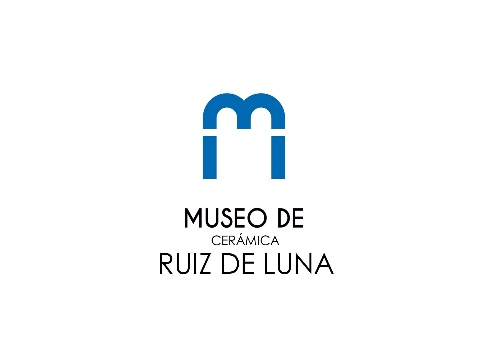 m
MUSEO DE
CERÁMICA
RUIZ DE LUNA